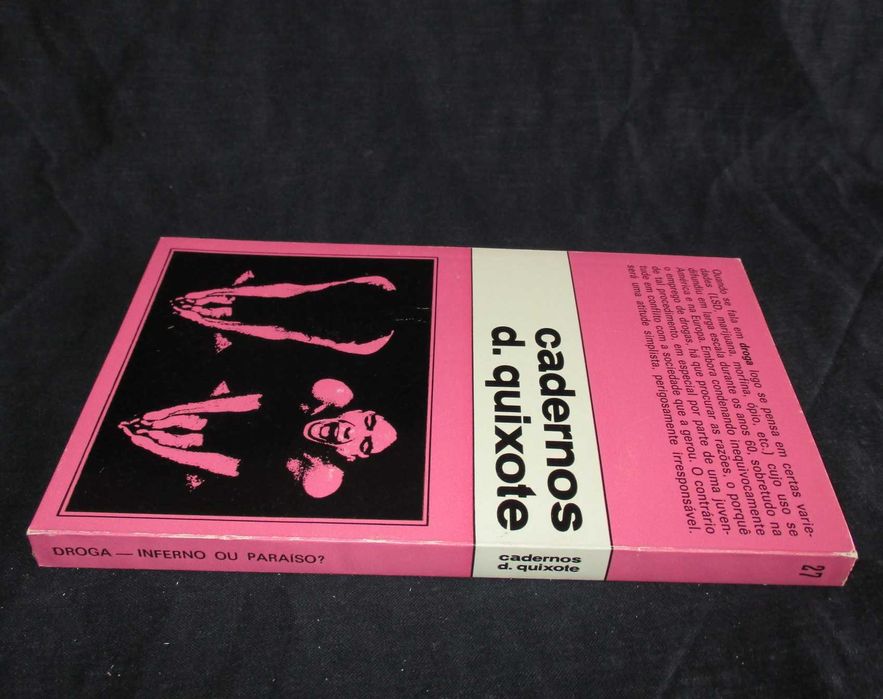 Quando se fala em droga logo se pensa em certas varie-
dades (LSD, marijuana, morfina, ópio, etc.) cujo uso se
difundiu em larga escala durante os anos 60, sobretudo na
América e na Europa. Embora condenando inequivocamente
o emprego de drogas, há que procurar as razões, o porquê
de tal procedimento, em especial por parte de uma juven-
tude em conflito com a sociedade que a gerou. O contrário
será uma atitude simplista, perigosamente irresponsável.
cadernos
d. quixote
DROGA — INFERNO OU PARAÍSO?
cadernos
d. quixote
27